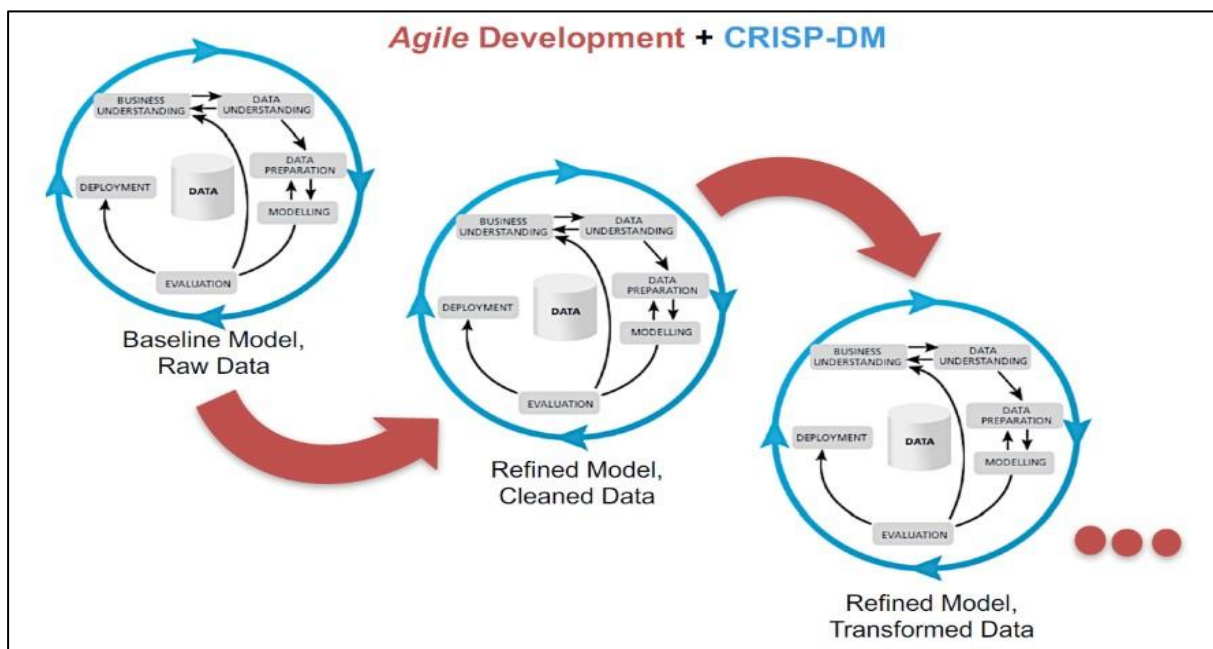 Agile Development + CRISP-DM
BUSINESS
UNDERSTANDING
DATA
UNDERSTANDING
DATA
PREPARATION
DEPLOYMENT
DATA
MODELLING
EVALUATION
Baseline Model,
Raw Data
BUSINESS
UNDERSTANDING
DATA
UNDERSTANDING
DATA
PREPARATION
DEPLOYMENT
DATA
MODELLING
EVALUATION
Refined Model,
Cleaned Data
BUSINESS
UNDERSTANDING
DATA
UNDERSTANDING
DATA
PREPARATION
DEPLOYMENT
DATA
MODELLING
EVALUATION
Refined Model,
Transformed Data